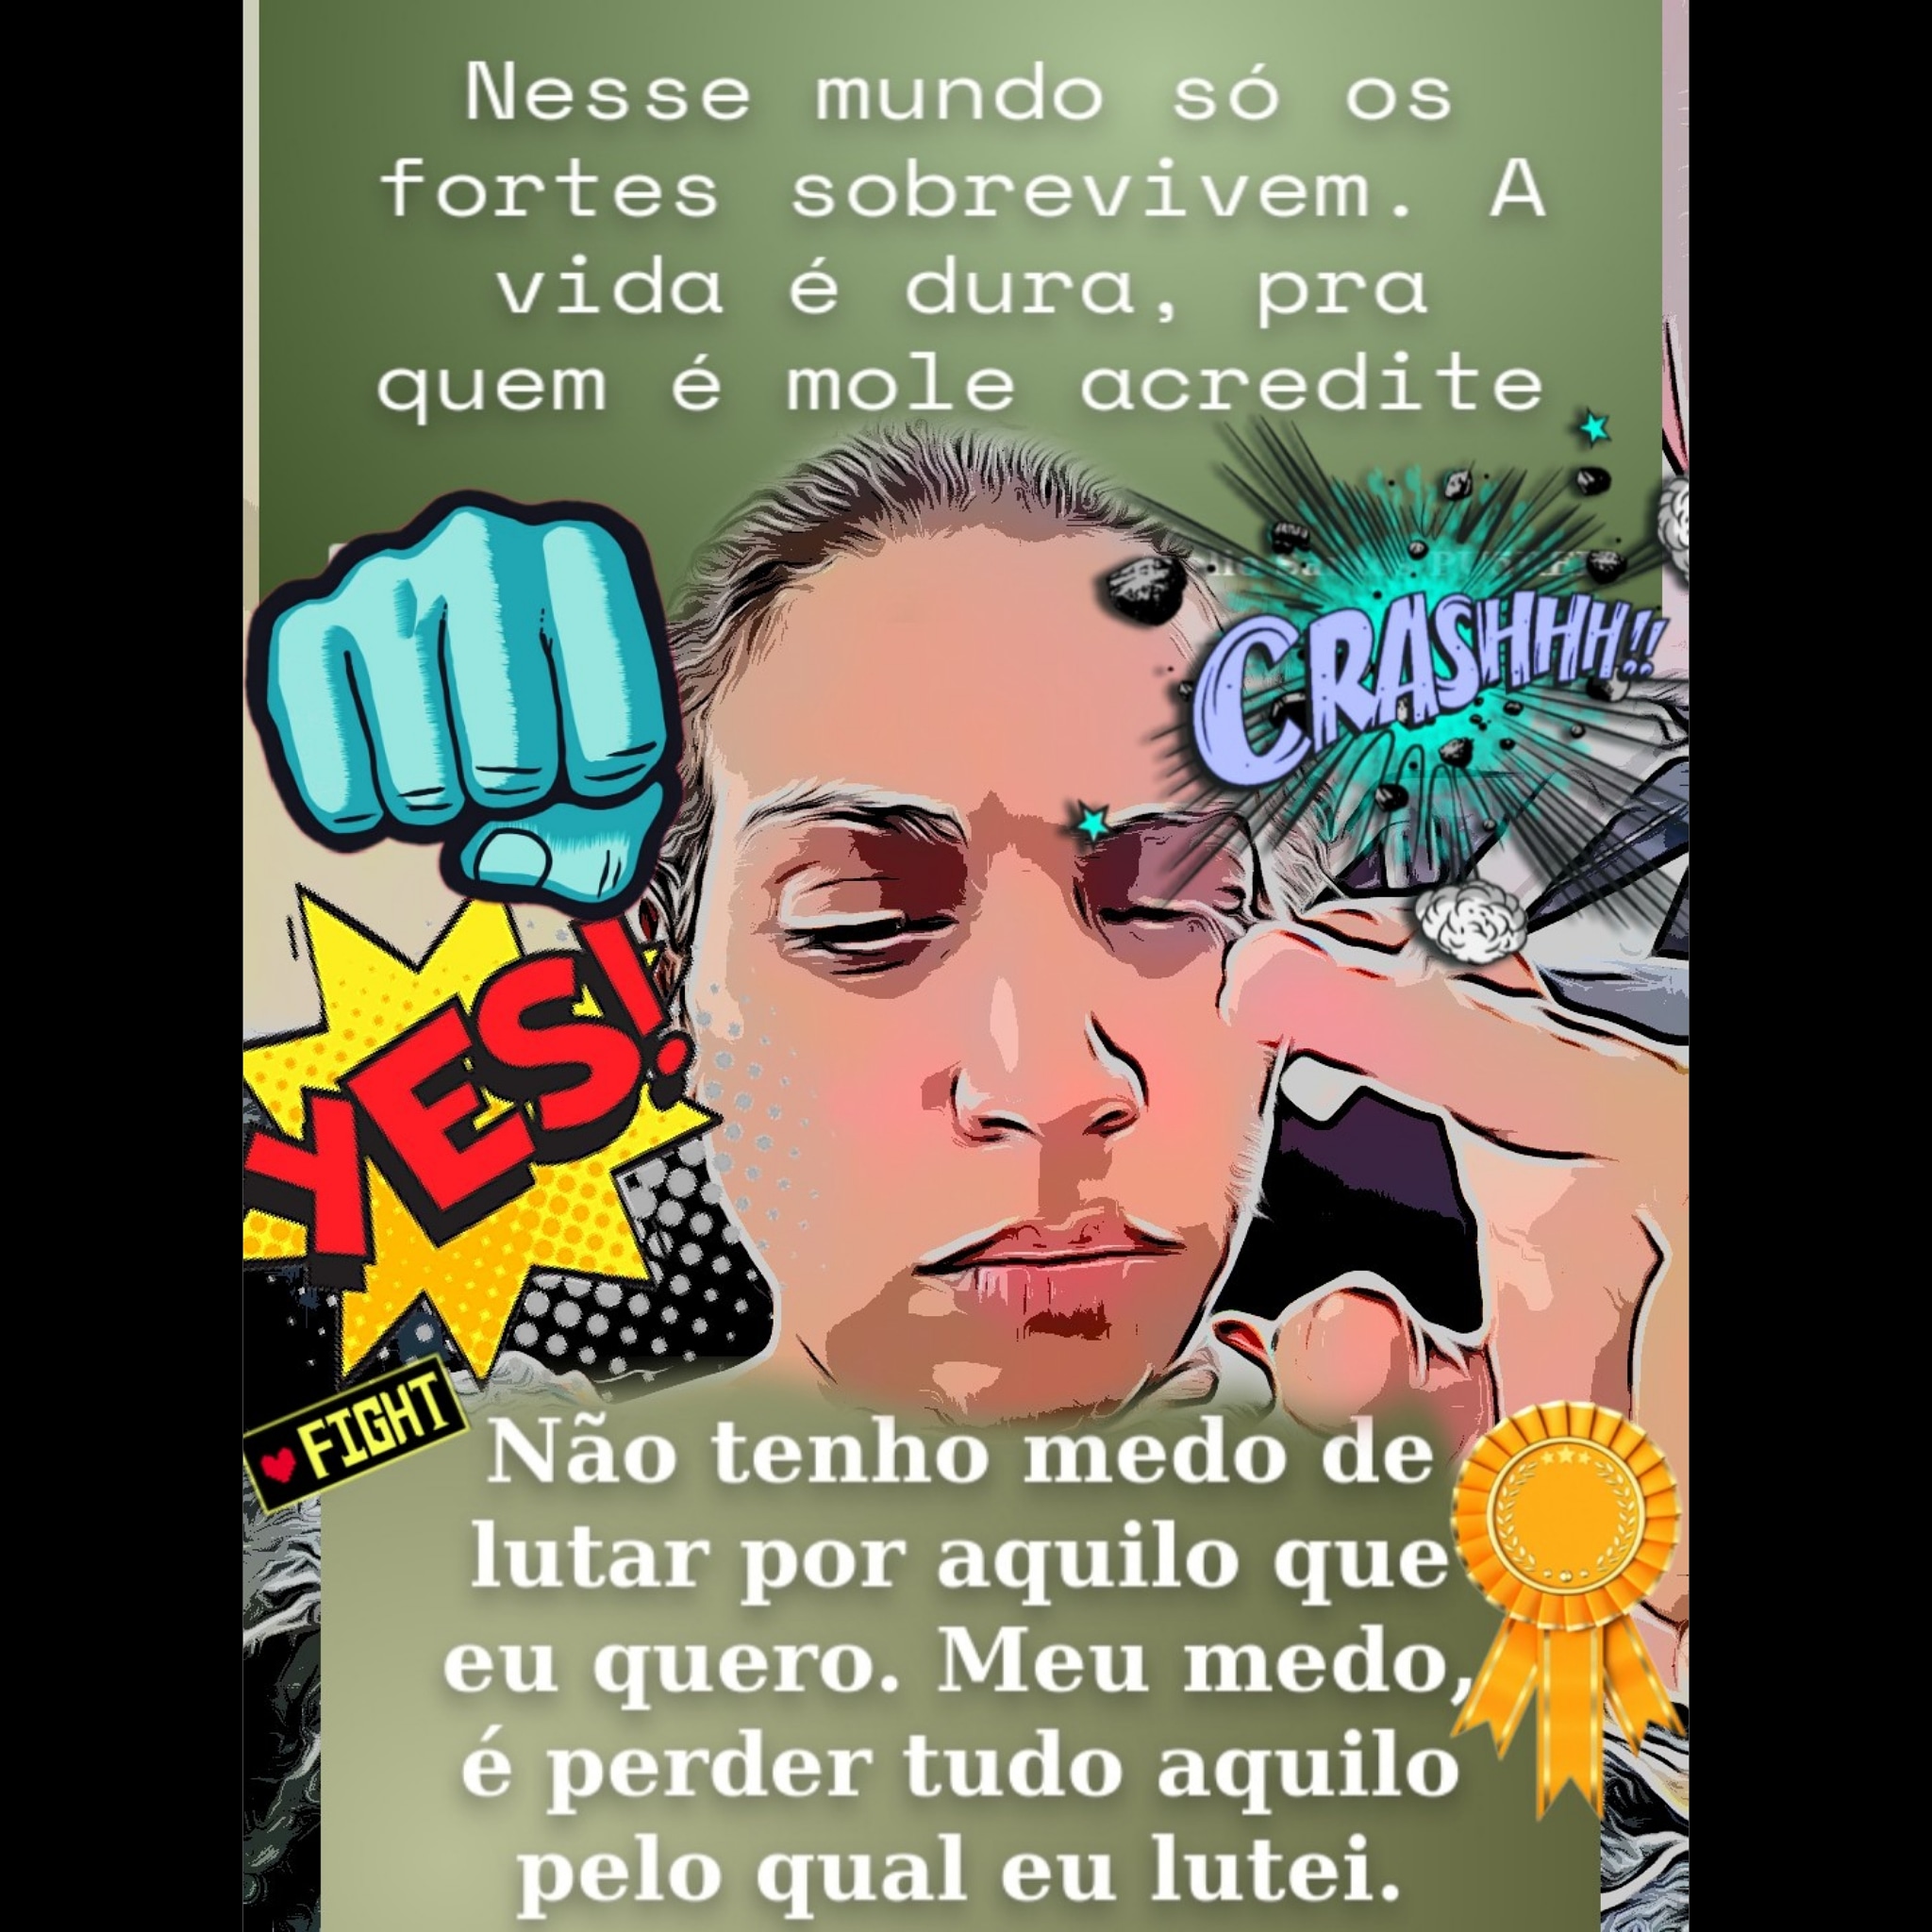 Nesse mundo só os
fortes sobrevivem. A
vida é dura, pra
quem é mole acredite
CRASHHH!!
YES!
FIGHT
Não tenho medo de
lutar por aquilo que
eu quero. Meu medo,
é perder tudo aquilo
pelo qual eu lutei.